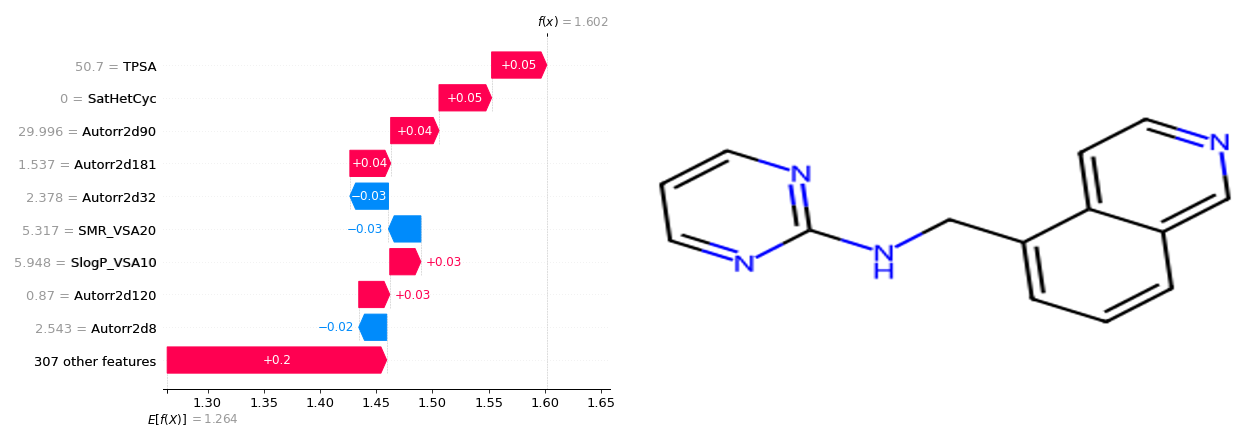 f(x) = 1.602
50.7 = TPSA
+0.05
0 = SatHetCyc
+0.05
29.996 = Autorr2d90
+0.04
1.537 = Autorr2d181
+0.04
2.378 = Autorr2d32
−0.03
5.317 = SMR_VSA20
−0.03
5.948 = SlogP_VSA10
+0.03
0.87 = Autorr2d120
+0.03
2.543 = Autorr2d8
−0.02
307 other features
+0.2
1.30 1.35 1.40 1.45 1.50 1.55 1.60 1.65
E[f(X)] = 1.264
N
N
N
H
N